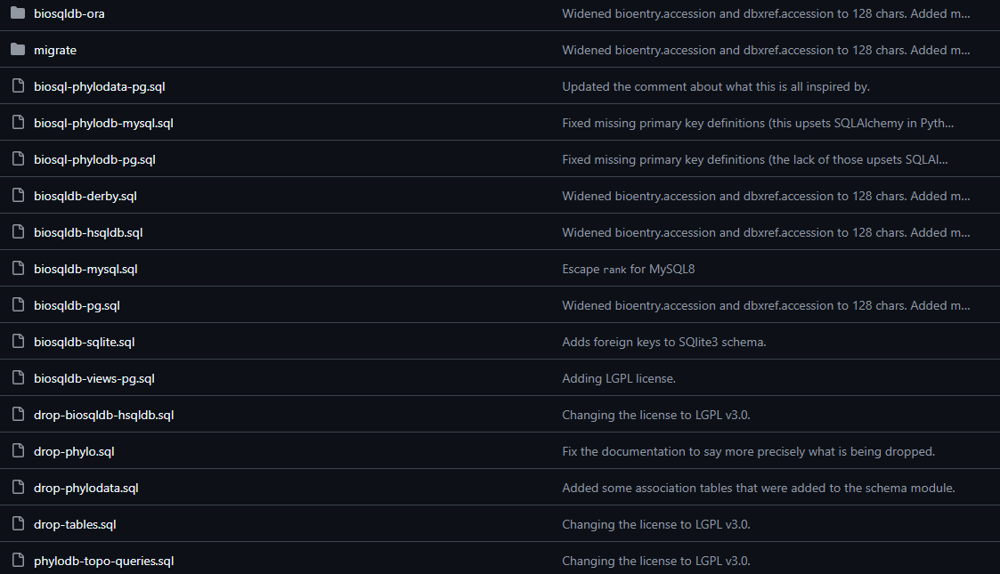 biosqldb-ora Widened bioentry.accession and dbxref.accession to 128 chars. Added m...
migrate Widened bioentry.accession and dbxref.accession to 128 chars. Added m...
biosql-phylodata-pg.sql Updated the comment about what this is all inspired by.
biosql-phylodb-mysql.sql Fixed missing primary key definitions (this upsets SQLAlchemy in Pyth...
biosql-phylodb-pg.sql Fixed missing primary key definitions (the lack of those upsets SQLAl...
biosqldb-derby.sql Widened bioentry.accession and dbxref.accession to 128 chars. Added m...
biosqldb-hsqldb.sql Widened bioentry.accession and dbxref.accession to 128 chars. Added m...
biosqldb-mysql.sql Escape rank for MySQL8
biosqldb-pg.sql Widened bioentry.accession and dbxref.accession to 128 chars. Added m...
biosqldb-sqlite.sql Adds foreign keys to SQlite3 schema.
biosqldb-views-pg.sql Adding LGPL license.
drop-biosqldb-hsqldb.sql Changing the license to LGPL v3.0.
drop-phylo.sql Fix the documentation to say more precisely what is being dropped.
drop-phylodata.sql Added some association tables that were added to the schema module.
drop-tables.sql Changing the license to LGPL v3.0.
phylodb-topo-queries.sql Changing the license to LGPL v3.0.